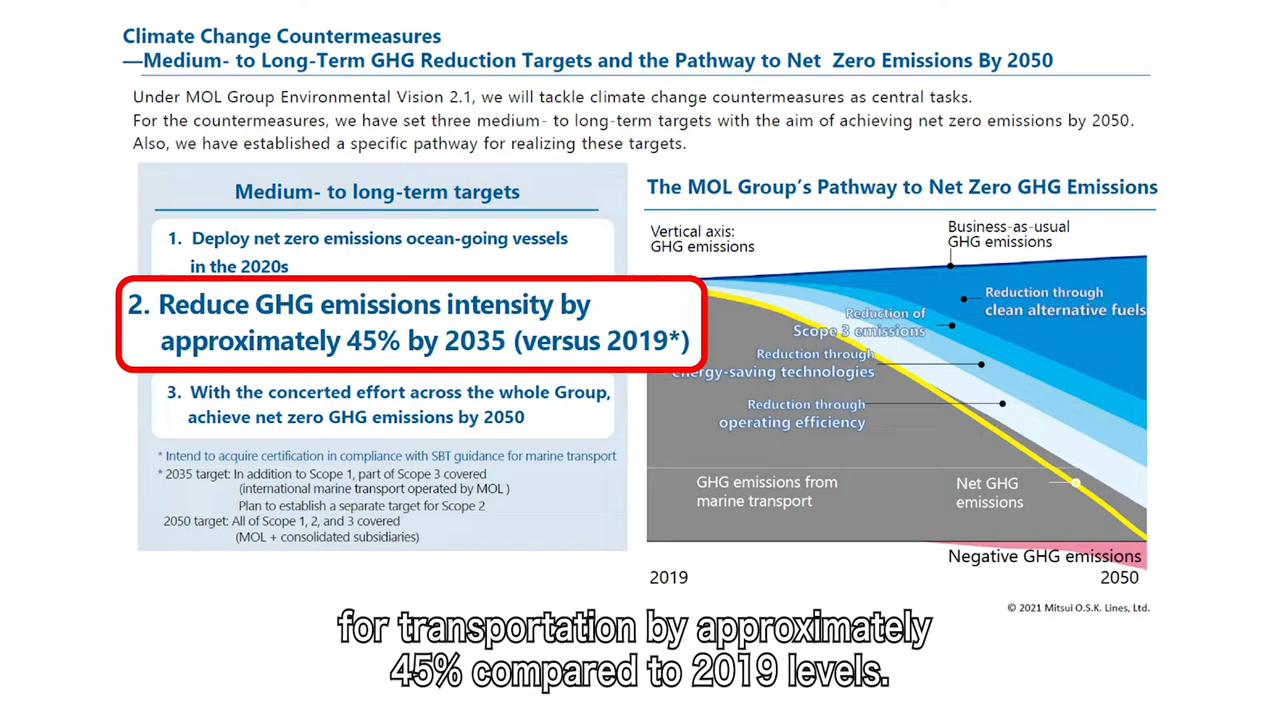 Climate Change Countermeasures
—Medium- to Long-Term GHG Reduction Targets and the Pathway to Net Zero Emissions By 2050
Under MOL Group Environmental Vision 2.1, we will tackle climate change countermeasures as central tasks.
For the countermeasures, we have set three medium- to long-term targets with the aim of achieving net zero emissions by 2050.
Also, we have established a specific pathway for realizing these targets.
Medium- to long-term targets
1. Deploy net zero emissions ocean-going vessels
in the 2020s
2. Reduce GHG emissions intensity by
approximately 45% by 2035 (versus 2019*)
3. With the concerted effort across the whole Group,
achieve net zero GHG emissions by 2050
* Intend to acquire certification in compliance with SBT guidance for marine transport
* 2035 target: In addition to Scope 1, part of Scope 3 covered
(international marine transport operated by MOL)
Plan to establish a separate target for Scope 2
2050 target: All of Scope 1, 2, and 3 covered
(MOL + consolidated subsidiaries)
The MOL Group's Pathway to Net Zero GHG Emissions
Vertical axis:
GHG emissions
Business-as-usual
GHG emissions
Reduction through
clean alternative fuels
Reduction of
Scope 3 emissions
Reduction through
energy-saving technologies
Reduction through
operating efficiency
GHG emissions from
marine transport
Net GHG
emissions
Negative GHG emissions
2019
2050
© 2021 Mitsui O.S.K. Lines, Ltd.
for transportation by approximately
45% compared to 2019 levels.